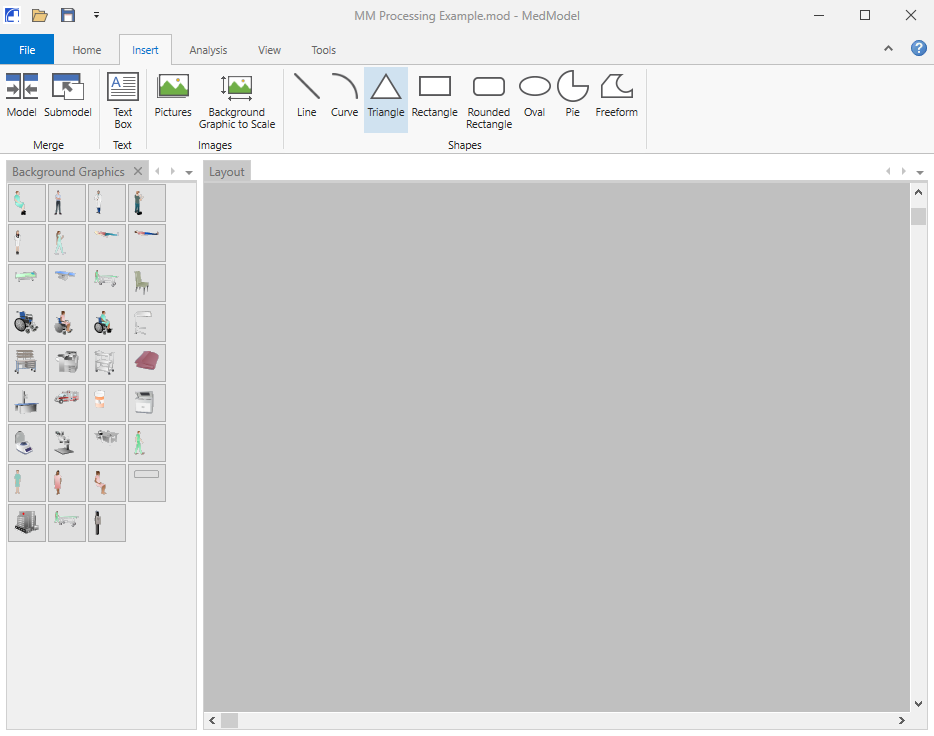 MM Processing Example.mod - MedModel
File Home Insert Analysis View Tools
Model Submodel Text Box Pictures Background Graphic to Scale Line Curve Triangle Rectangle Rounded Rectangle Oval Pie Freeform
Merge Text Images Shapes
Background Graphics Layout